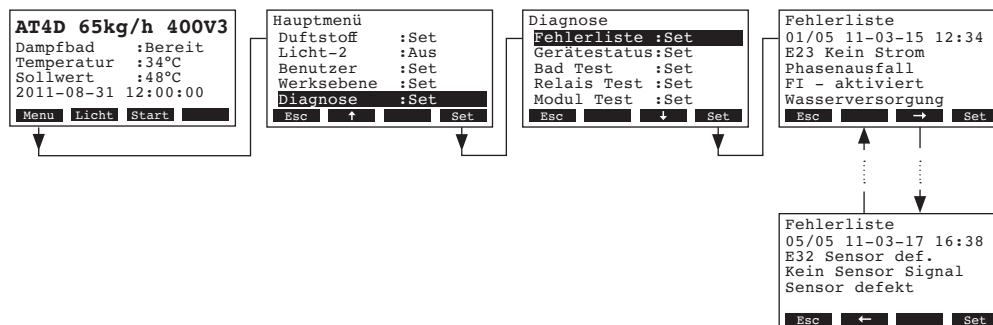 AT4D 65kg/h 400V3
Dampfbad :Bereit
Temperatur :34°C
Sollwert :48°C
2011-08-31 12:00:00
Menu Licht Start
Hauptmenü
Duftstoff :Set
Licht-2 :Aus
Benutzer :Set
Werksebene :Set
Diagnose :Set
Esc ↑ Set
Diagnose
Fehlerliste :Set
Gerätestatus:Set
Bad Test :Set
Relais Test :Set
Modul Test :Set
Esc ↓ Set
Fehlerliste
01/05 11-03-15 12:34
E23 Kein Strom
Phasenausfall
FI - aktiviert
Wasserversorgung
Esc → Set
Fehlerliste
05/05 11-03-17 16:38
E32 Sensor def.
Kein Sensor Signal
Sensor defekt
Esc ← Set